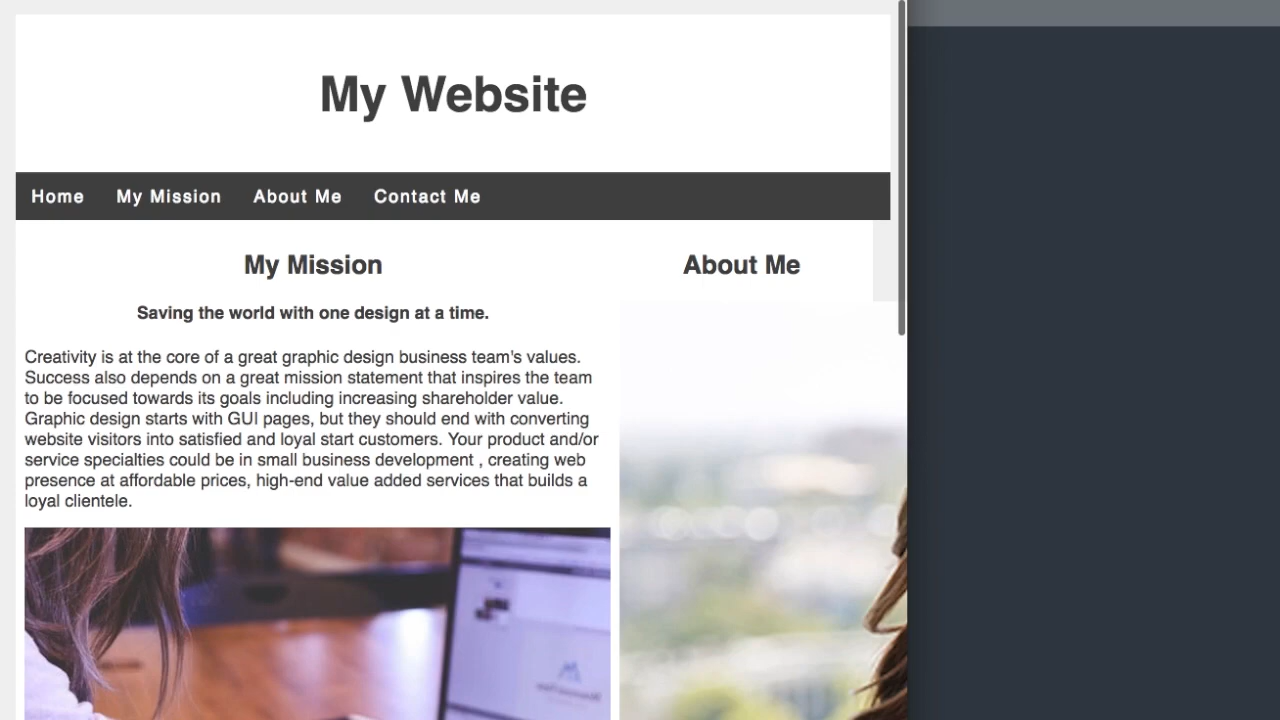 My Website
Home My Mission About Me Contact Me
My Mission
Saving the world with one design at a time.
Creativity is at the core of a great graphic design business team's values.
Success also depends on a great mission statement that inspires the team
to be focused towards its goals including increasing shareholder value.
Graphic design starts with GUI pages, but they should end with converting
website visitors into satisfied and loyal start customers. Your product and/or
service specialties could be in small business development , creating web
presence at affordable prices, high-end value added services that builds a
loyal clientele.
About Me